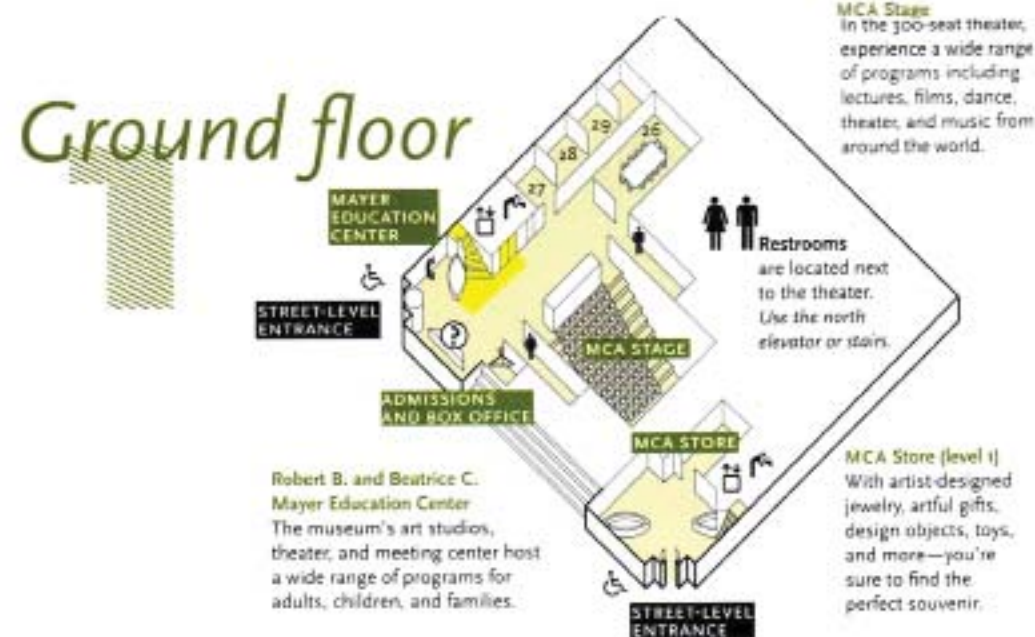 Ground floor
1
MCA Stage
In the 300-seat theater,
experience a wide range
of programs including
lectures, films, dance,
theater, and music from
around the world.
29
26
28
27
MAYER
EDUCATION
CENTER
STREET-LEVEL
ENTRANCE
?
Restrooms
are located next
to the theater.
Use the north
elevator or stairs.
MCA STAGE
ADMISSIONS
AND BOX OFFICE
MCA STORE
Robert B. and Beatrice C.
Mayer Education Center
The museum's art studios,
theater, and meeting center host
a wide range of programs for
adults, children, and families.
MCA Store (level 1)
With artist-designed
jewelry, artful gifts,
design objects, toys,
and more—you're
sure to find the
perfect souvenir.
STREET-LEVEL
ENTRANCE